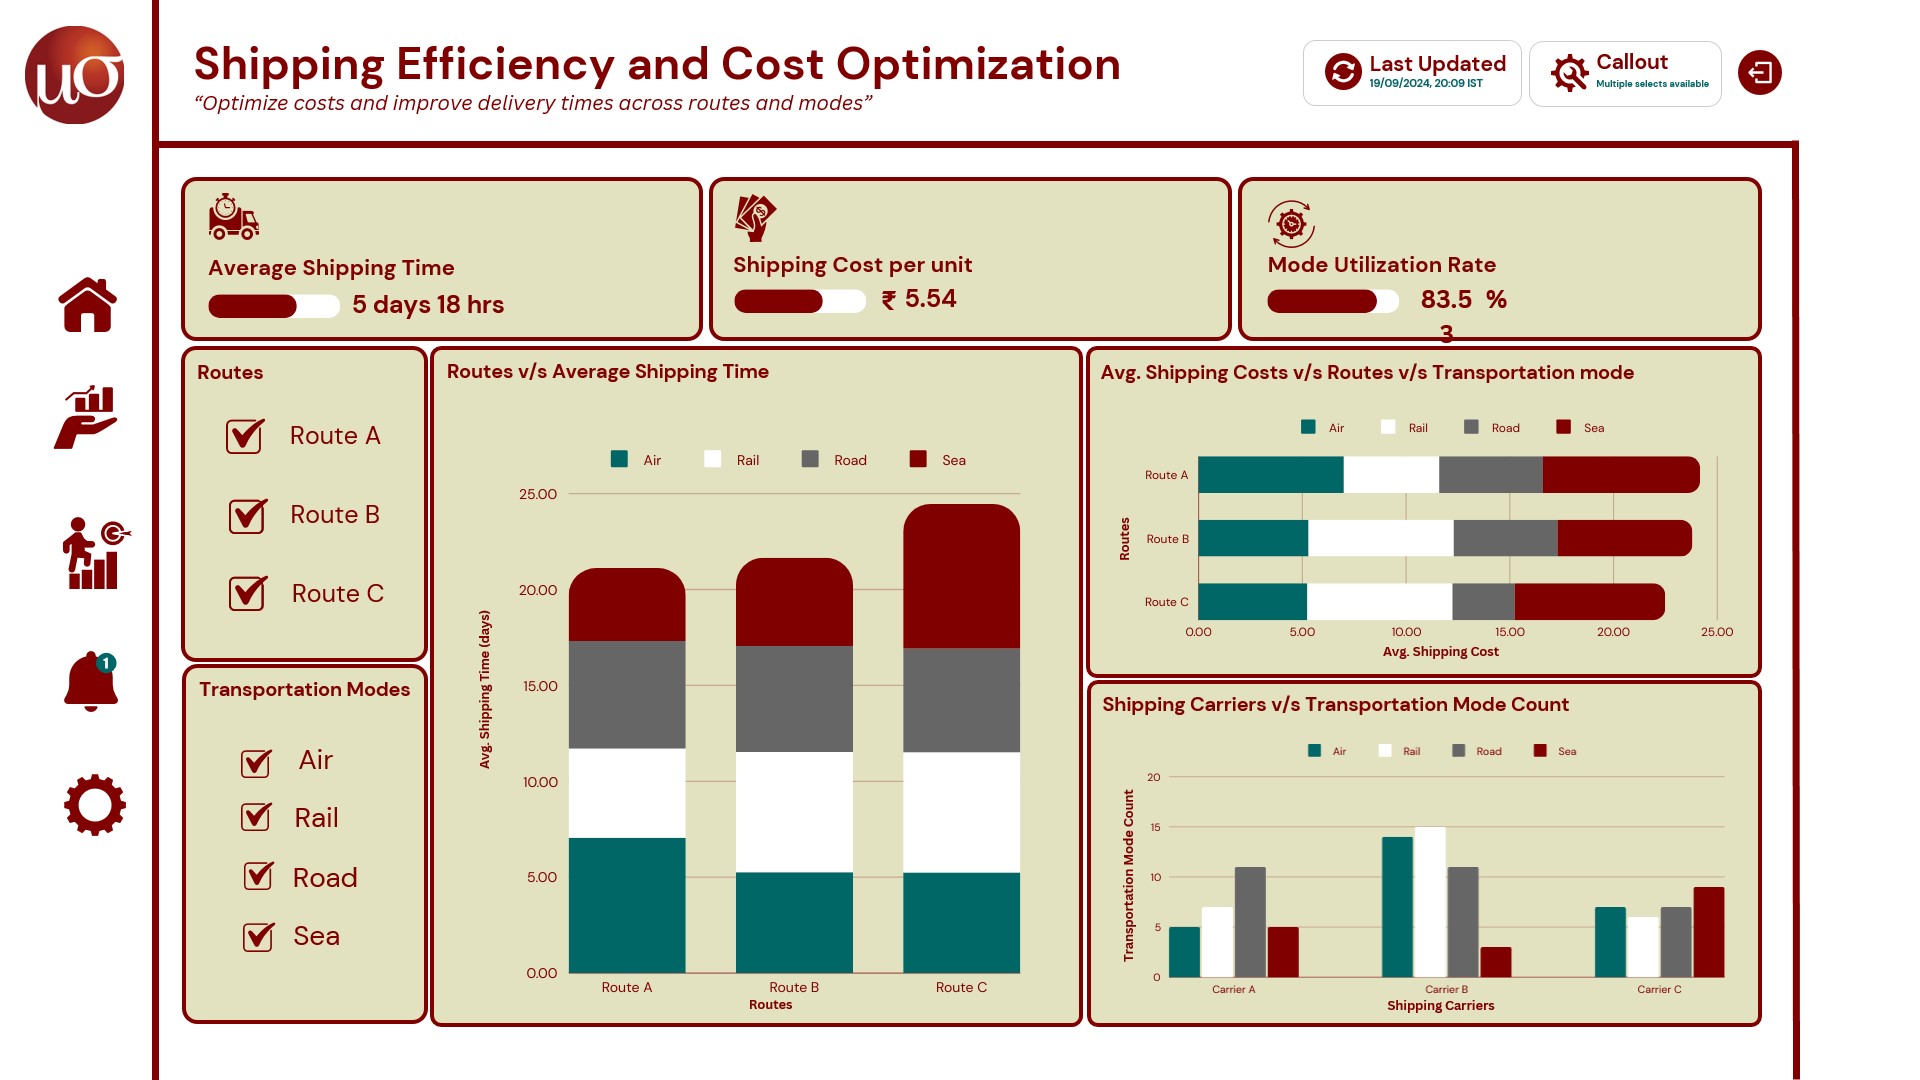 μσ
Shipping Efficiency and Cost Optimization
“Optimize costs and improve delivery times across routes and modes”
Last Updated
19/09/2024, 20:09 IST
Callout
Multiple selects available
Average Shipping Time
5 days 18 hrs
Shipping Cost per unit
₹ 5.54
Mode Utilization Rate
83.5 %
3
Routes
Route A
Route B
Route C
1
Transportation Modes
Air
Rail
Road
Sea
Routes v/s Average Shipping Time
Air Rail Road Sea
25.00
20.00
15.00
10.00
5.00
0.00
Avg. Shipping Time (days)
Route A Route B Route C
Routes
Avg. Shipping Costs v/s Routes v/s Transportation mode
Air Rail Road Sea
Routes
Route A
Route B
Route C
0.00 5.00 10.00 15.00 20.00 25.00
Avg. Shipping Cost
Shipping Carriers v/s Transportation Mode Count
Air Rail Road Sea
Transportation Mode Count
20
15
10
5
0
Carrier A Carrier B Carrier C
Shipping Carriers